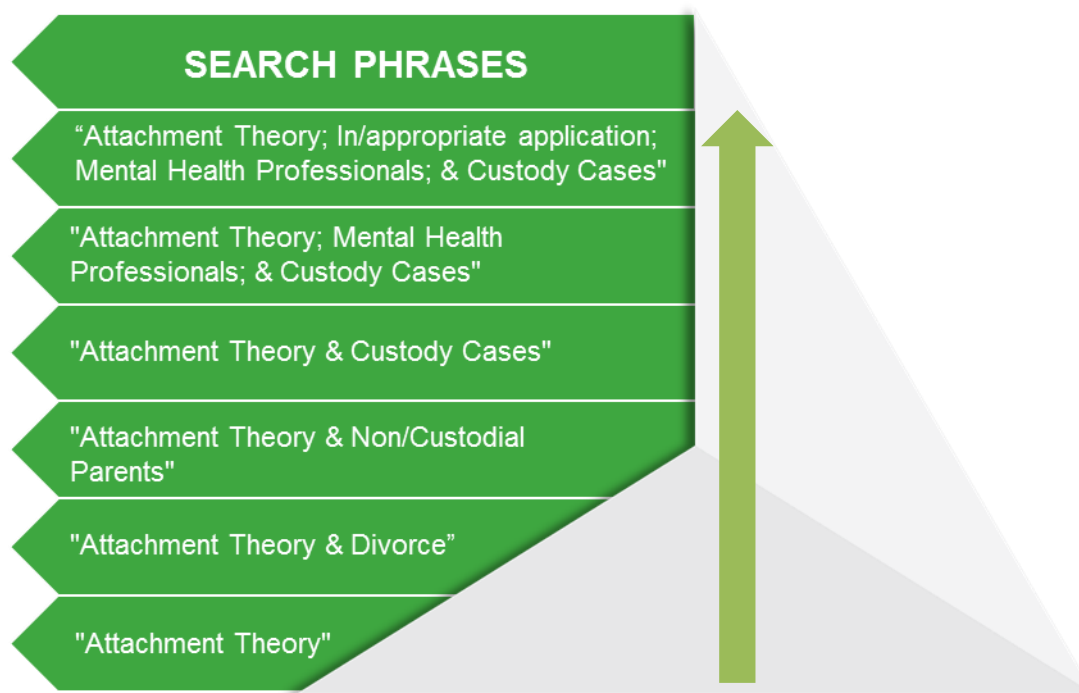 SEARCH PHRASES
“Attachment Theory; In/appropriate application;
Mental Health Professionals; & Custody Cases"
"Attachment Theory; Mental Health
Professionals; & Custody Cases"
"Attachment Theory & Custody Cases"
"Attachment Theory & Non/Custodial
Parents"
"Attachment Theory & Divorce”
"Attachment Theory"